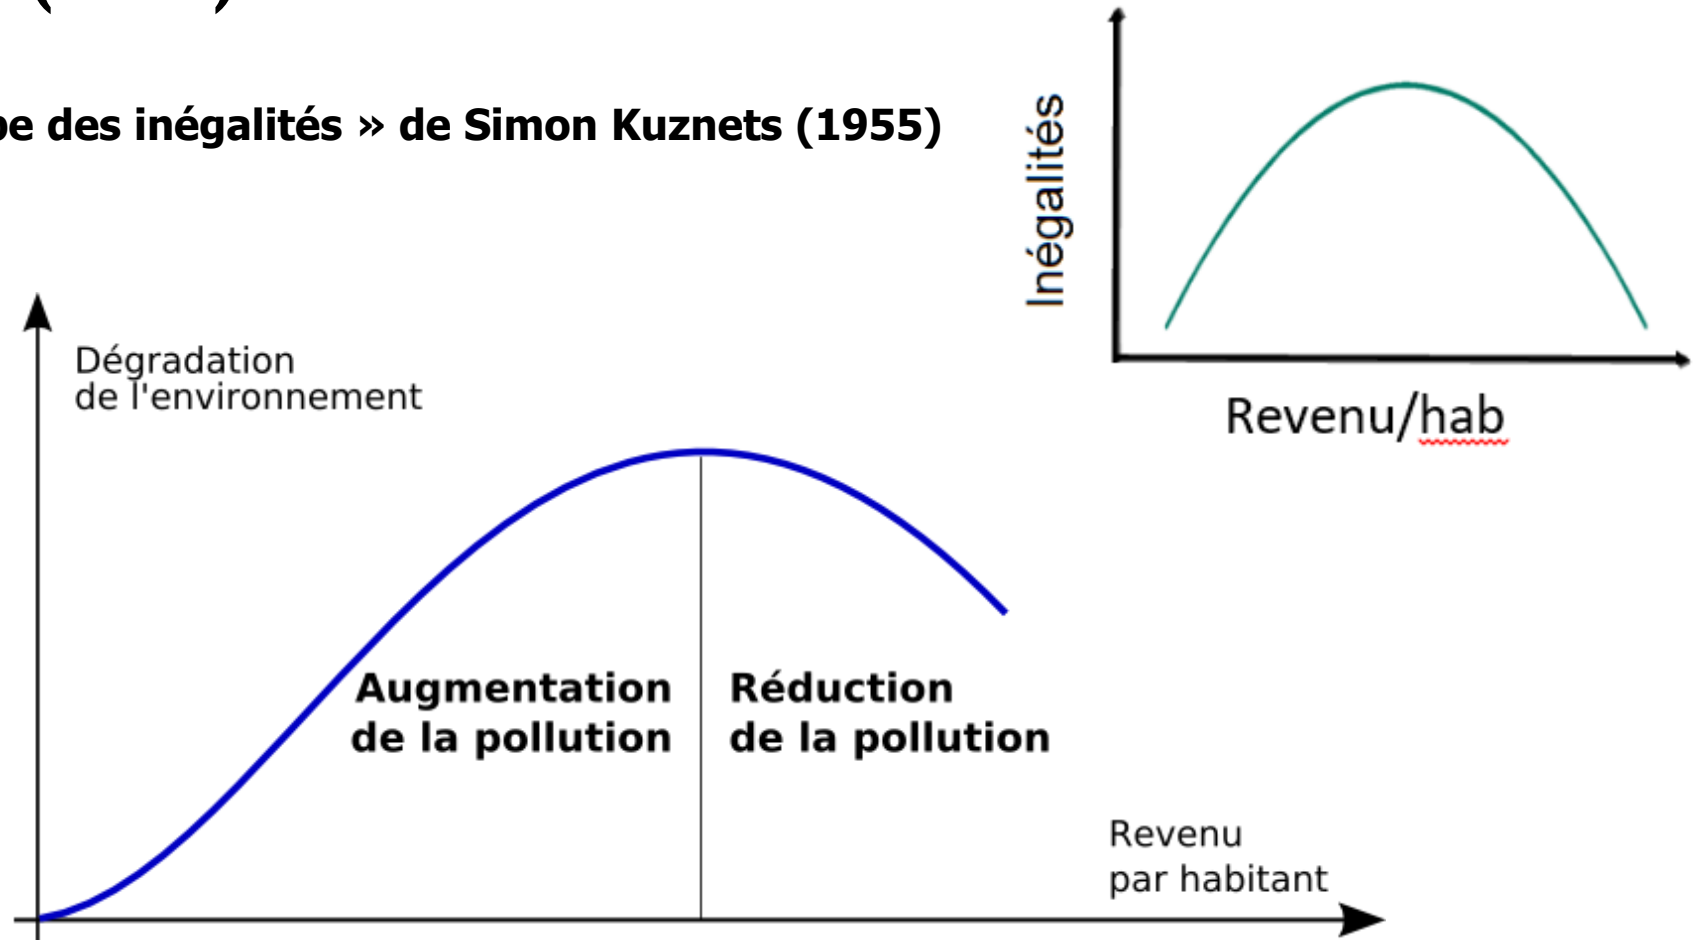 des inégalités » de Simon Kuznets (1955)
Inégalités
Revenu/hab
Dégradation
de l'environnement
Augmentation
de la pollution
Réduction
de la pollution
Revenu
par habitant